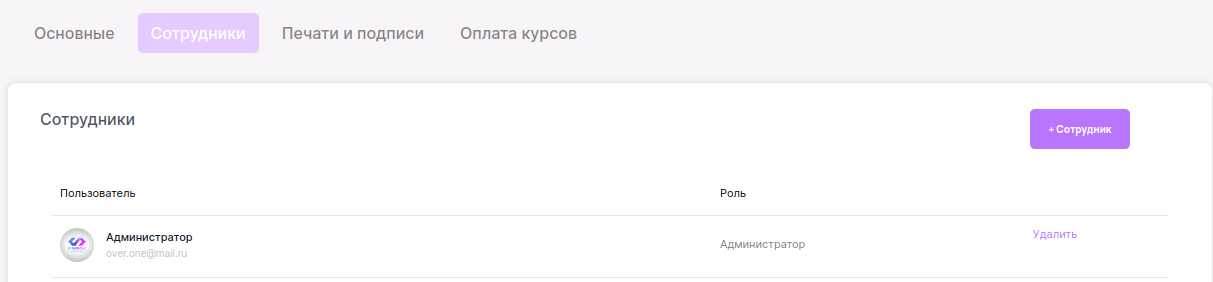 Основные Сотрудники Печати и подписи Оплата курсов
Сотрудники
+ Сотрудник
Пользователь Роль
Администратор
over.one@mail.ru
Администратор
Удалить